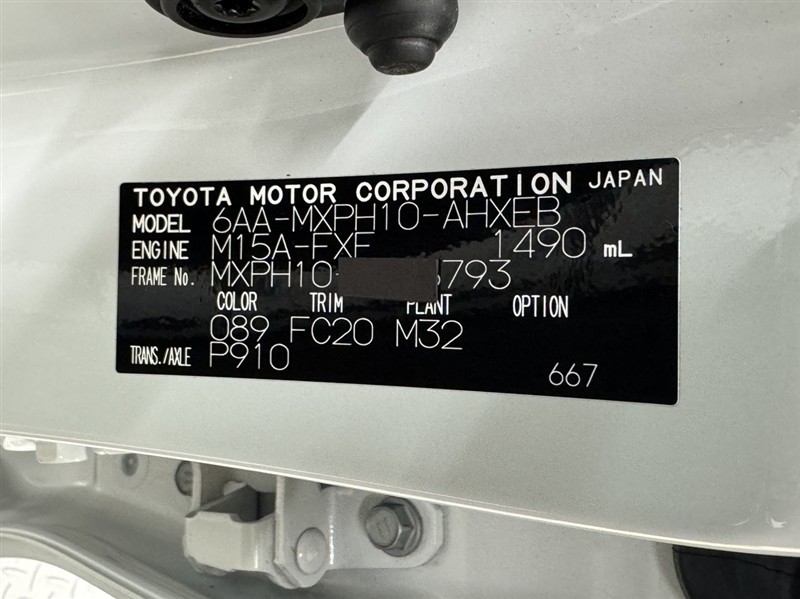 TOYOTA MOTOR CORPORATION JAPAN
MODEL 6AA-MXPH10-AHXEB
ENGINE M15A-FXE 1490 mL
FRAME No. MXPH10- 793
COLOR TRIM PLANT OPTION
089 FC20 M32
TRANS./AXLE P910
667